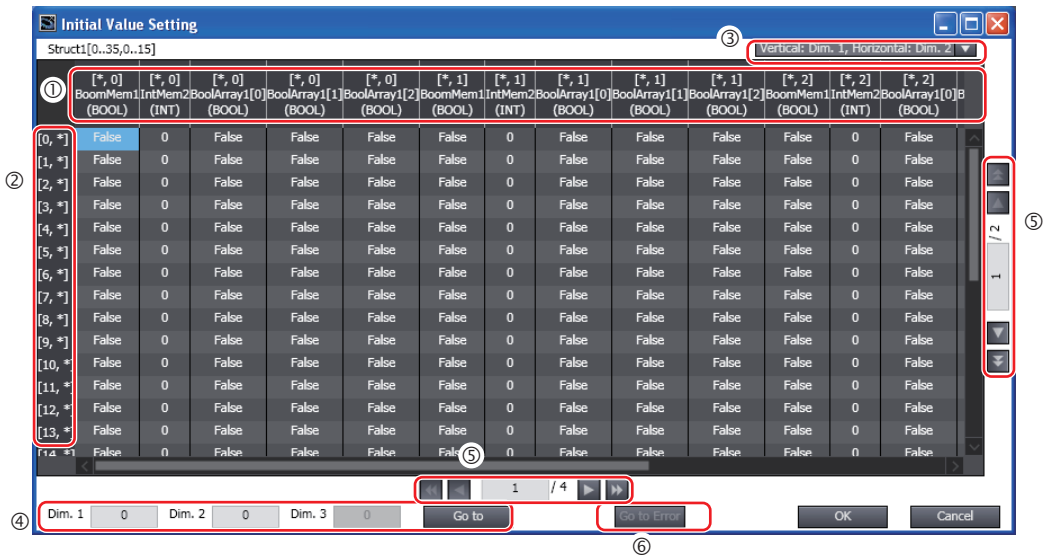 Initial Value Setting
Struct1[0..35,0..15]
③
Vertical: Dim. 1, Horizontal: Dim. 2
①
[*, 0] [*, 0] [*, 0] [*, 0] [*, 0] [*, 1] [*, 1] [*, 1] [*, 1] [*, 1] [*, 2] [*, 2] [*, 2]
BoomMem1 IntMem2 BoolArray1[0] BoolArray1[1] BoolArray1[2] BoomMem1 IntMem2 BoolArray1[0] BoolArray1[1] BoolArray1[2] BoomMem1 IntMem2 BoolArray1[0] B
(BOOL) (INT) (BOOL) (BOOL) (BOOL) (BOOL) (INT) (BOOL) (BOOL) (BOOL) (BOOL) (INT) (BOOL)
②
[0, *] False 0 False False False False 0 False False False False 0 False
[1, *] False 0 False False False False 0 False False False False 0 False
[2, *] False 0 False False False False 0 False False False False 0 False
[3, *] False 0 False False False False 0 False False False False 0 False
[4, *] False 0 False False False False 0 False False False False 0 False
[5, *] False 0 False False False False 0 False False False False 0 False
[6, *] False 0 False False False False 0 False False False False 0 False
[7, *] False 0 False False False False 0 False False False False 0 False
[8, *] False 0 False False False False 0 False False False False 0 False
[9, *] False 0 False False False False 0 False False False False 0 False
[10, *] False 0 False False False False 0 False False False False 0 False
[11, *] False 0 False False False False 0 False False False False 0 False
[12, *] False 0 False False False False 0 False False False False 0 False
[13, *] False 0 False False False False 0 False False False False 0 False
[14, *] False 0 False False False False 0 False False False False 0 False
⑤
1 / 2
⑤
1 / 4
④
Dim. 1 0 Dim. 2 0 Dim. 3 0 Go to
Go to Error
OK
Cancel
⑥